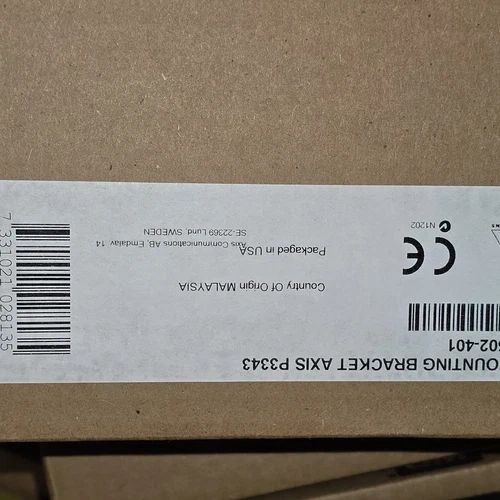 OUNTING BRACKET AXIS P3343
502-401
Country Of Origin MALAYSIA
Packaged in USA
Axis Communications AB, Emdalav. 14
SE-22369 Lund, SWEDEN
CE
N1202
7 331021 028135